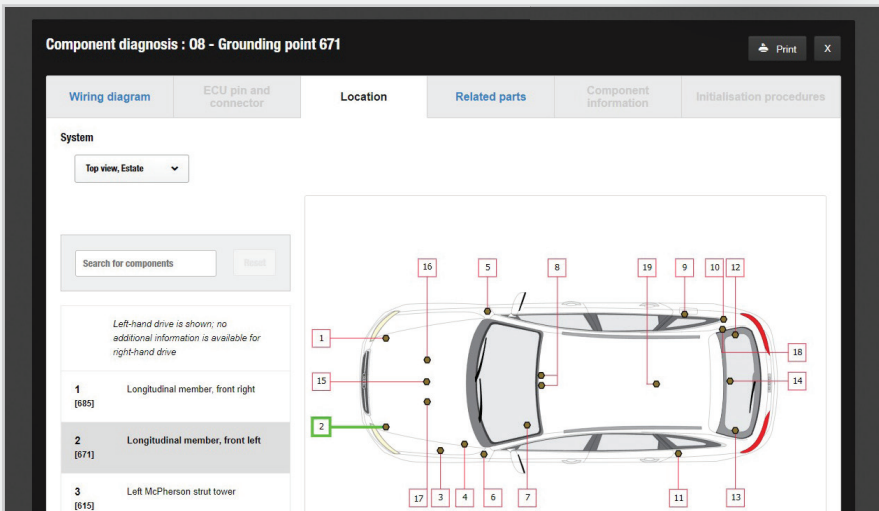 Component diagnosis : 08 - Grounding point 671
Print
X
Wiring diagram
ECU pin and
connector
Location
Related parts
Component
information
Initialisation procedures
System
Top view, Estate
Search for components
Left-hand drive is shown; no
additional information is available for
right-hand drive
1
Longitudinal member, front right
[685]
2
Longitudinal member, front left
[671]
3
Left McPherson strut tower
[615]
16
5
8
19
9
10
12
1
18
15
14
2
17
3
4
6
7
11
13